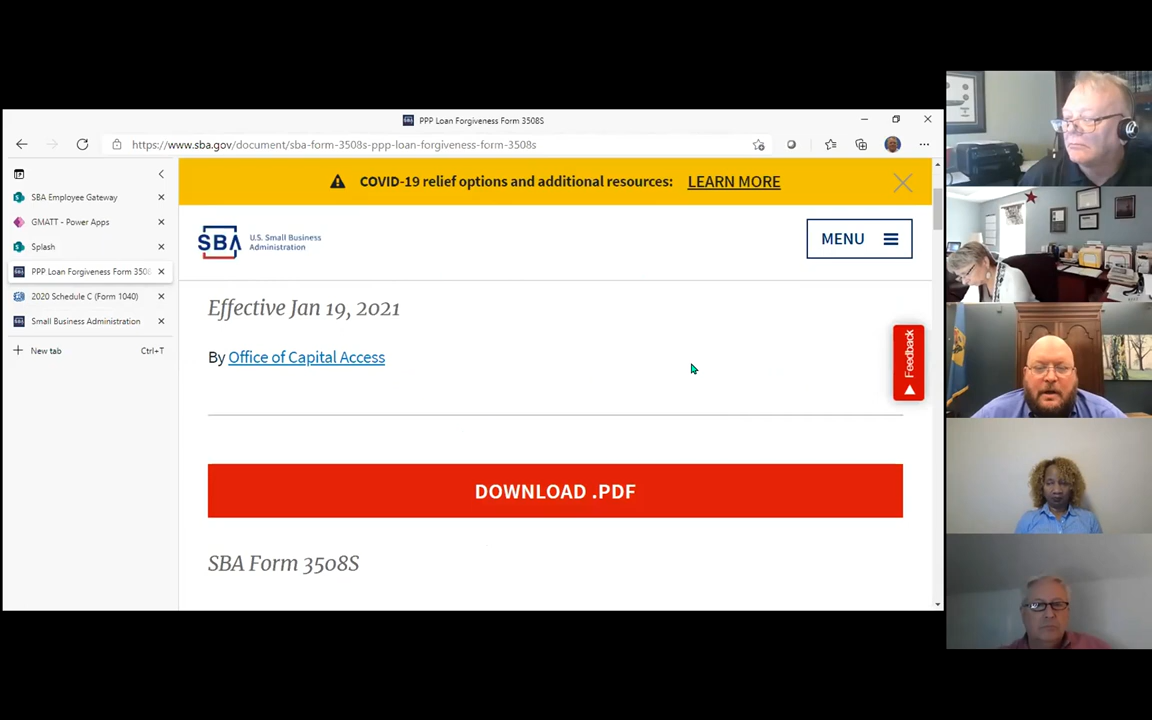 PPP Loan Forgiveness Form 3508S
https://www.sba.gov/document/sba-form-3508s-ppp-loan-forgiveness-form-3508s
SBA Employee Gateway
GMATT - Power Apps
Splash
PPP Loan Forgiveness Form 3508
2020 Schedule C (Form 1040)
Small Business Administration
New tab Ctrl+T
COVID-19 relief options and additional resources: LEARN MORE
SBA U.S. Small Business
Administration
MENU
Effective Jan 19, 2021
By Office of Capital Access
Feedback
DOWNLOAD .PDF
SBA Form 3508S